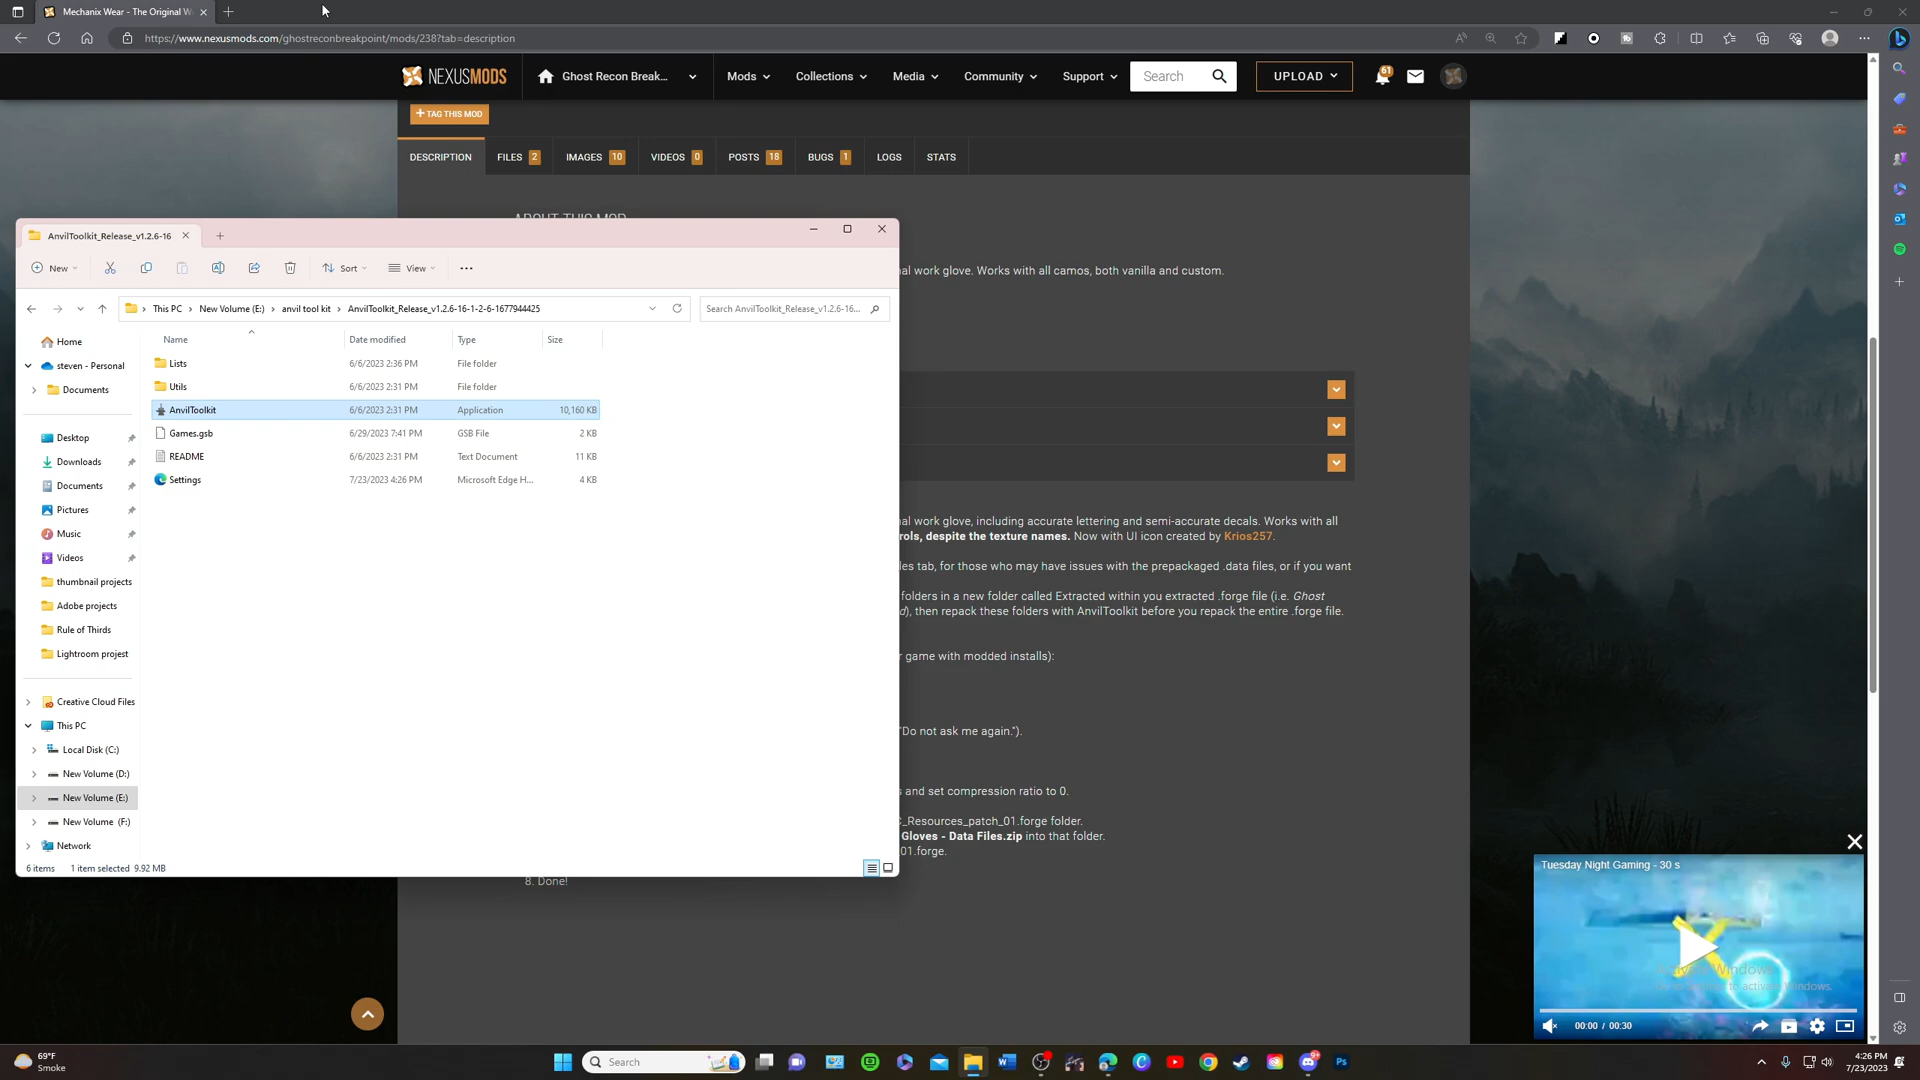 Mechanix Wear - The Original W
https://www.nexusmods.com/ghostreconbreakpoint/mods/238?tab=description
NEXUSMODS
Ghost Recon Break...
Mods
Collections
Media
Community
Support
Search
UPLOAD
61
TAG THIS MOD
DESCRIPTION
FILES 2
IMAGES 10
VIDEOS 0
POSTS 18
BUGS 1
LOGS
STATS
ABOUT THIS MOD
AnvilToolkit_Release_v1.2.6-16
New
Sort
View
al work glove. Works with all camos, both vanilla and custom.
This PC > New Volume (E:) > anvil tool kit > AnvilToolkit_Release_v1.2.6-16-1-2-6-1677944425
Search AnvilToolkit_Release_v1.2.6-16...
Name Date modified Type Size
Home
steven - Personal
Documents
Desktop
Downloads
Documents
Pictures
Music
Videos
thumbnail projects
Adobe projects
Rule of Thirds
Lightroom projest
Creative Cloud Files
This PC
Local Disk (C:)
New Volume (D:)
New Volume (E:)
New Volume (F:)
Network
Lists 6/6/2023 2:36 PM File folder
Utils 6/6/2023 2:31 PM File folder
AnvilToolkit 6/6/2023 2:31 PM Application 10,160 KB
Games.gsb 6/29/2023 7:41 PM GSB File 2 KB
README 6/6/2023 2:31 PM Text Document 11 KB
Settings 7/23/2023 4:26 PM Microsoft Edge H... 4 KB
6 items 1 item selected 9.92 MB
al work glove, including accurate lettering and semi-accurate decals. Works with all
rols, despite the texture names. Now with UI icon created by Krios257.
les tab, for those who may have issues with the prepackaged .data files, or if you want
folders in a new folder called Extracted within you extracted .forge file (i.e. Ghost
d), then repack these folders with AnvilToolkit before you repack the entire .forge file.
r game with modded installs):
"Do not ask me again.").
s and set compression ratio to 0.
C_Resources_patch_01.forge folder.
Gloves - Data Files.zip into that folder.
01.forge.
8. Done!
Tuesday Night Gaming - 30 s
00:00 / 00:30
69°F
Smoke
Search
4:26 PM
7/23/2023